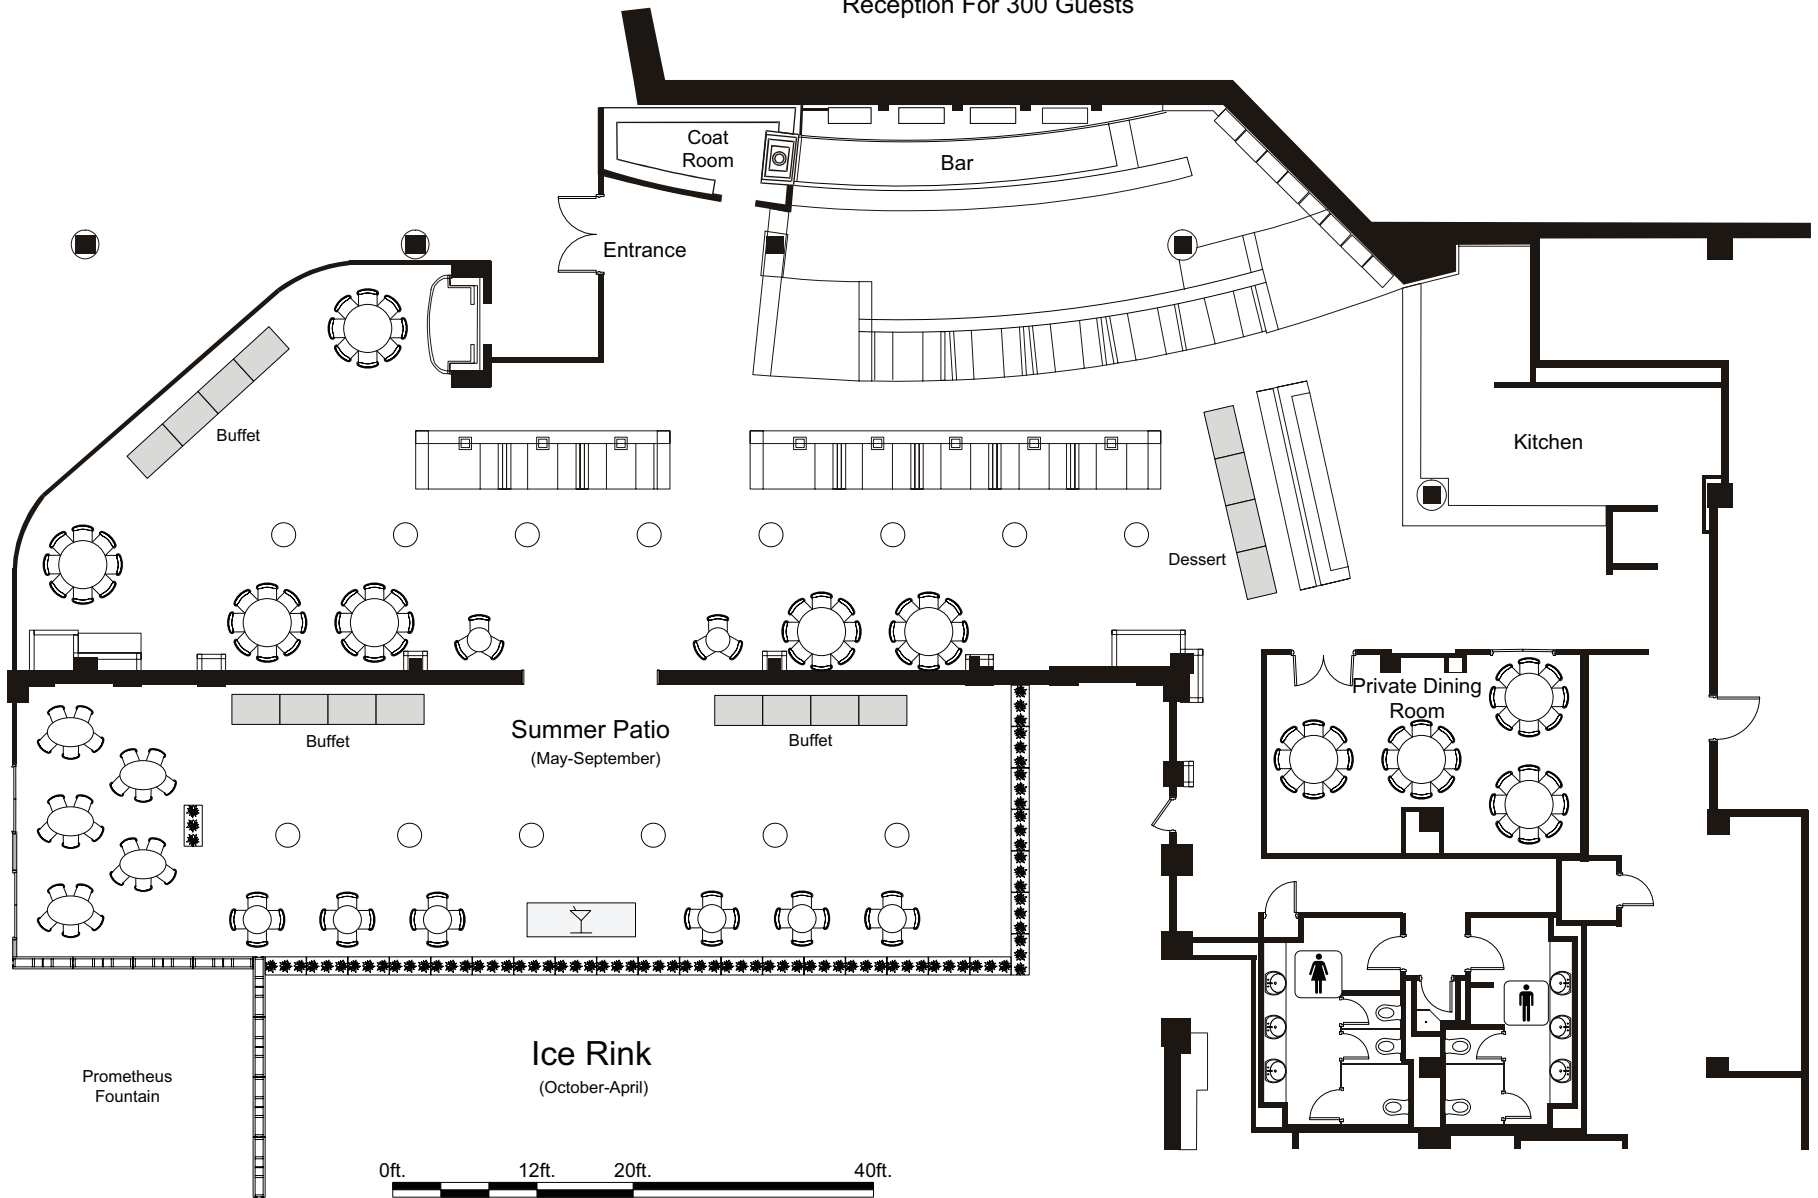 Reception For 300 Guests
Coat
Room
Bar
Entrance
Buffet
Kitchen
Dessert
Private Dining
Room
Summer Patio
(May-September)
Buffet
Buffet
Ice Rink
(October-April)
Prometheus
Fountain
0ft.
12ft.
20ft.
40ft.